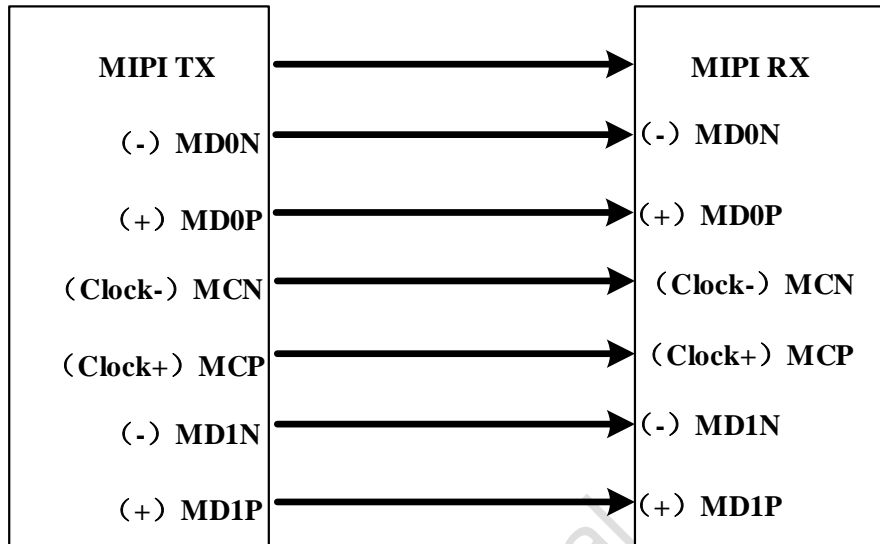 MIPI TX MIPI RX
（-）MD0N （-）MD0N
（+）MD0P （+）MD0P
（Clock-）MCN （Clock-）MCN
（Clock+）MCP （Clock+）MCP
（-）MD1N （-）MD1N
（+）MD1P （+）MD1P